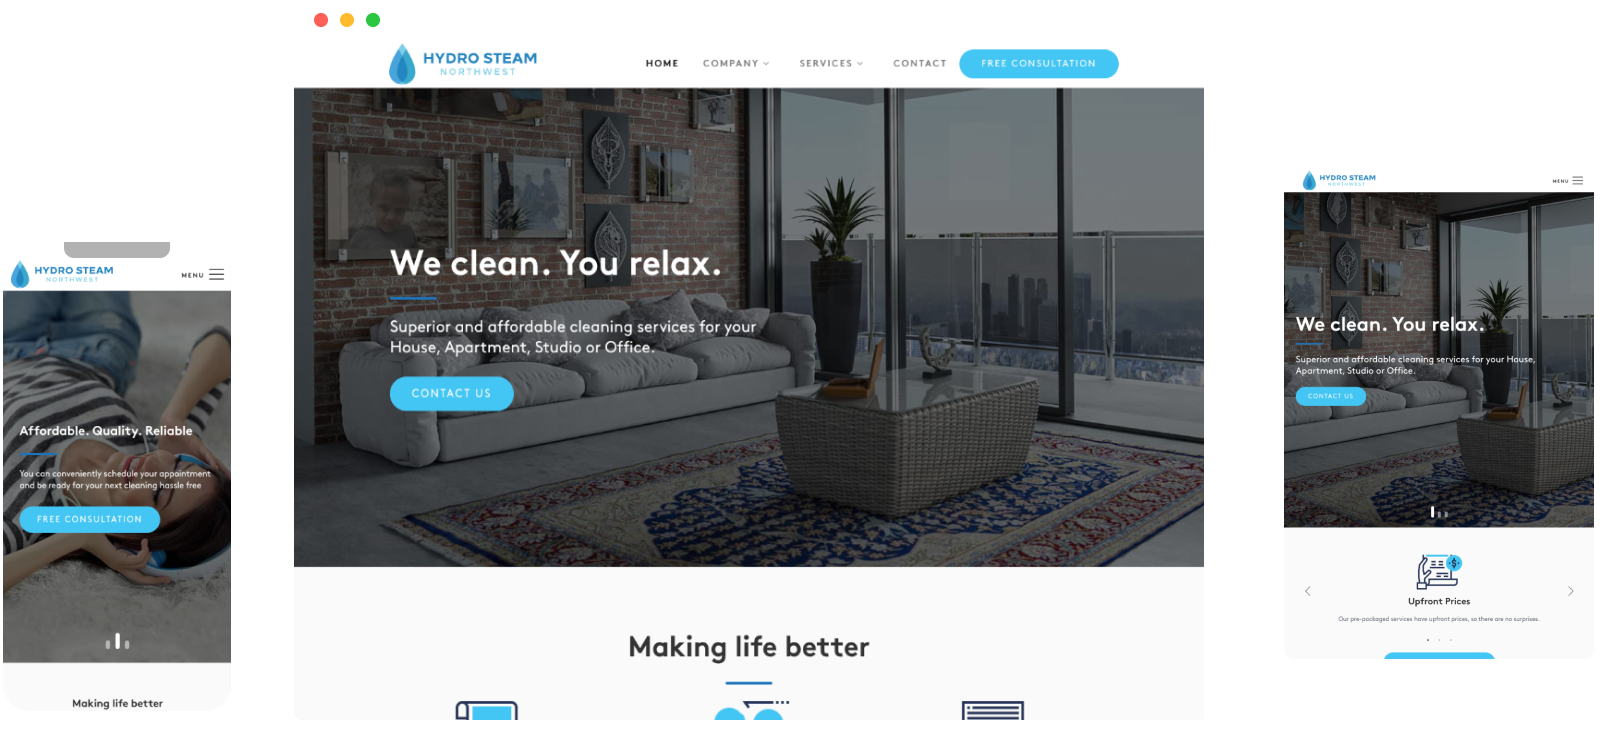 HYDRO STEAM
NORTHWEST
MENU
Affordable. Quality. Reliable
You can conveniently schedule your appointment
and be ready for your next cleaning hassle free
FREE CONSULTATION
Making life better
HYDRO STEAM
NORTHWEST
HOME
COMPANY
SERVICES
CONTACT
FREE CONSULTATION
We clean. You relax.
Superior and affordable cleaning services for your
House, Apartment, Studio or Office.
CONTACT US
Making life better
HYDRO STEAM
NORTHWEST
MENU
We clean. You relax.
Superior and affordable cleaning services for your House,
Apartment, Studio or Office.
CONTACT US
$
Upfront Prices
Our pre-packaged services have upfront prices, so there are no surprises.